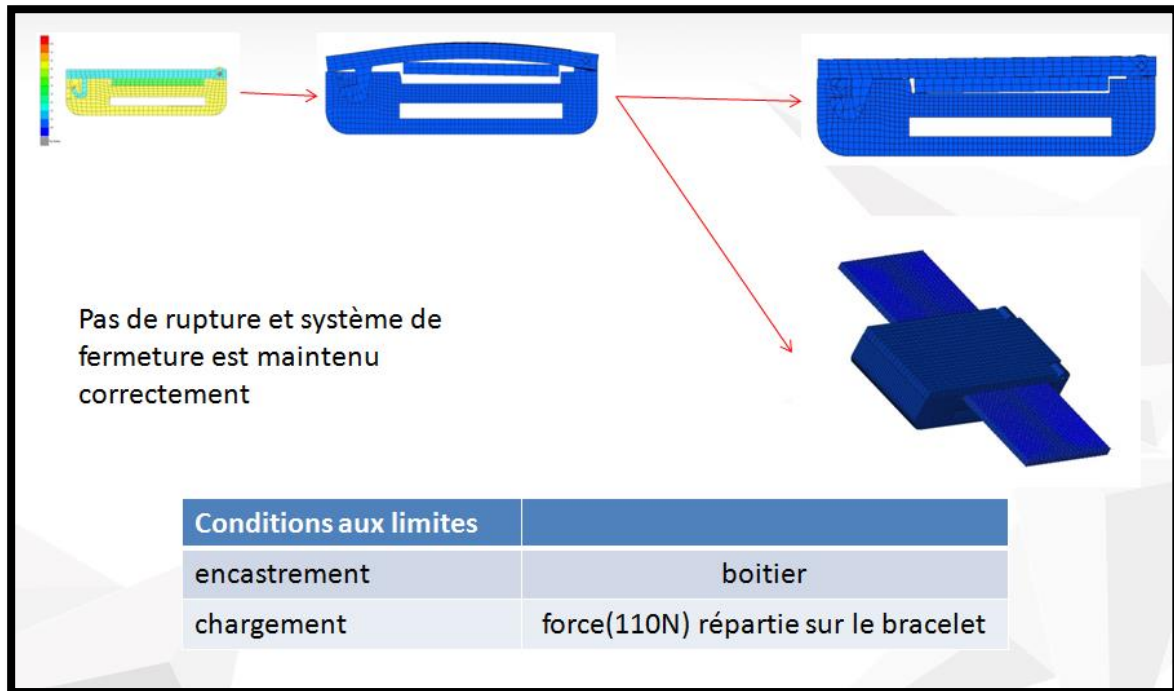 Pas de rupture et système de
fermeture est maintenu
correctement
Conditions aux limites
encastrement boitier
chargement force(110N) répartie sur le bracelet